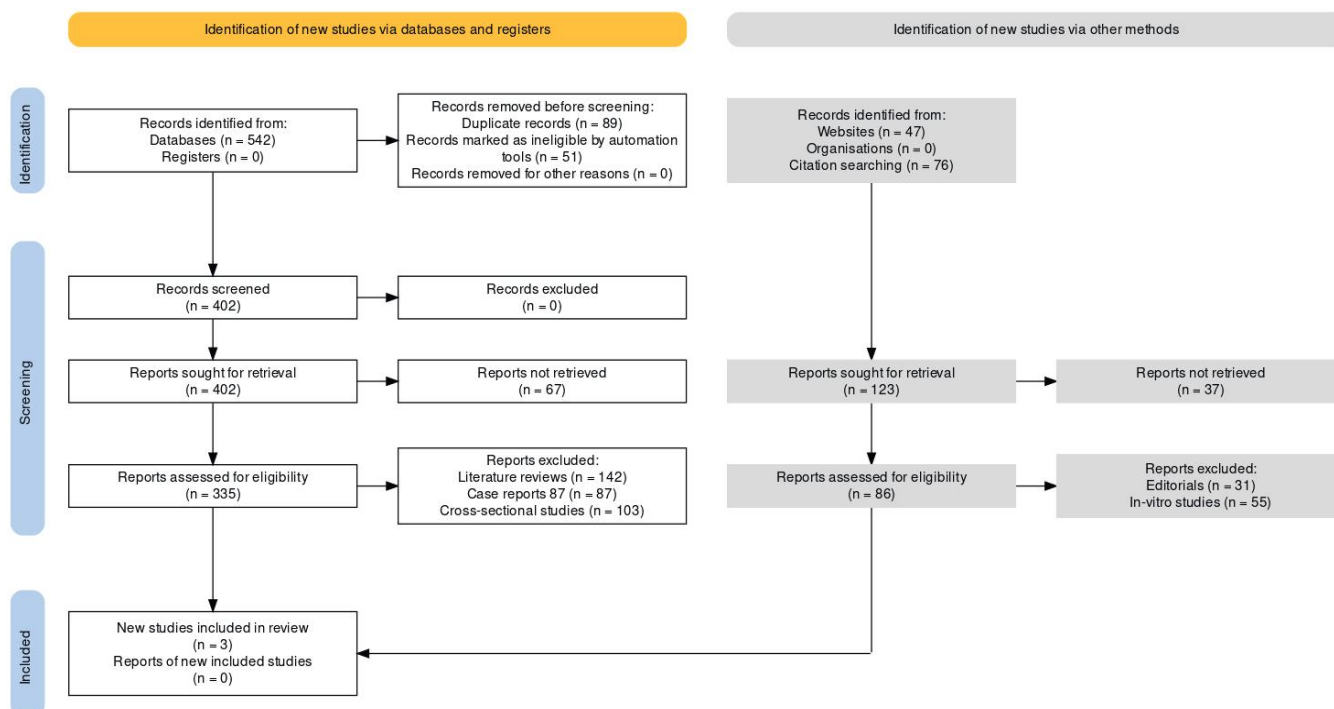 Identification of new studies via databases and registers
Identification of new studies via other methods
Identification
Records identified from:
Databases (n = 542)
Registers (n = 0)
Records removed before screening:
Duplicate records (n = 89)
Records marked as ineligible by automation
tools (n = 51)
Records removed for other reasons (n = 0)
Records identified from:
Websites (n = 47)
Organisations (n = 0)
Citation searching (n = 76)
Screening
Records screened
(n = 402)
Records excluded
(n = 0)
Reports sought for retrieval
(n = 402)
Reports not retrieved
(n = 67)
Reports sought for retrieval
(n = 123)
Reports not retrieved
(n = 37)
Reports assessed for eligibility
(n = 335)
Reports excluded:
Literature reviews (n = 142)
Case reports 87 (n = 87)
Cross-sectional studies (n = 103)
Reports assessed for eligibility
(n = 86)
Reports excluded:
Editorials (n = 31)
In-vitro studies (n = 55)
Included
New studies included in review
(n = 3)
Reports of new included studies
(n = 0)